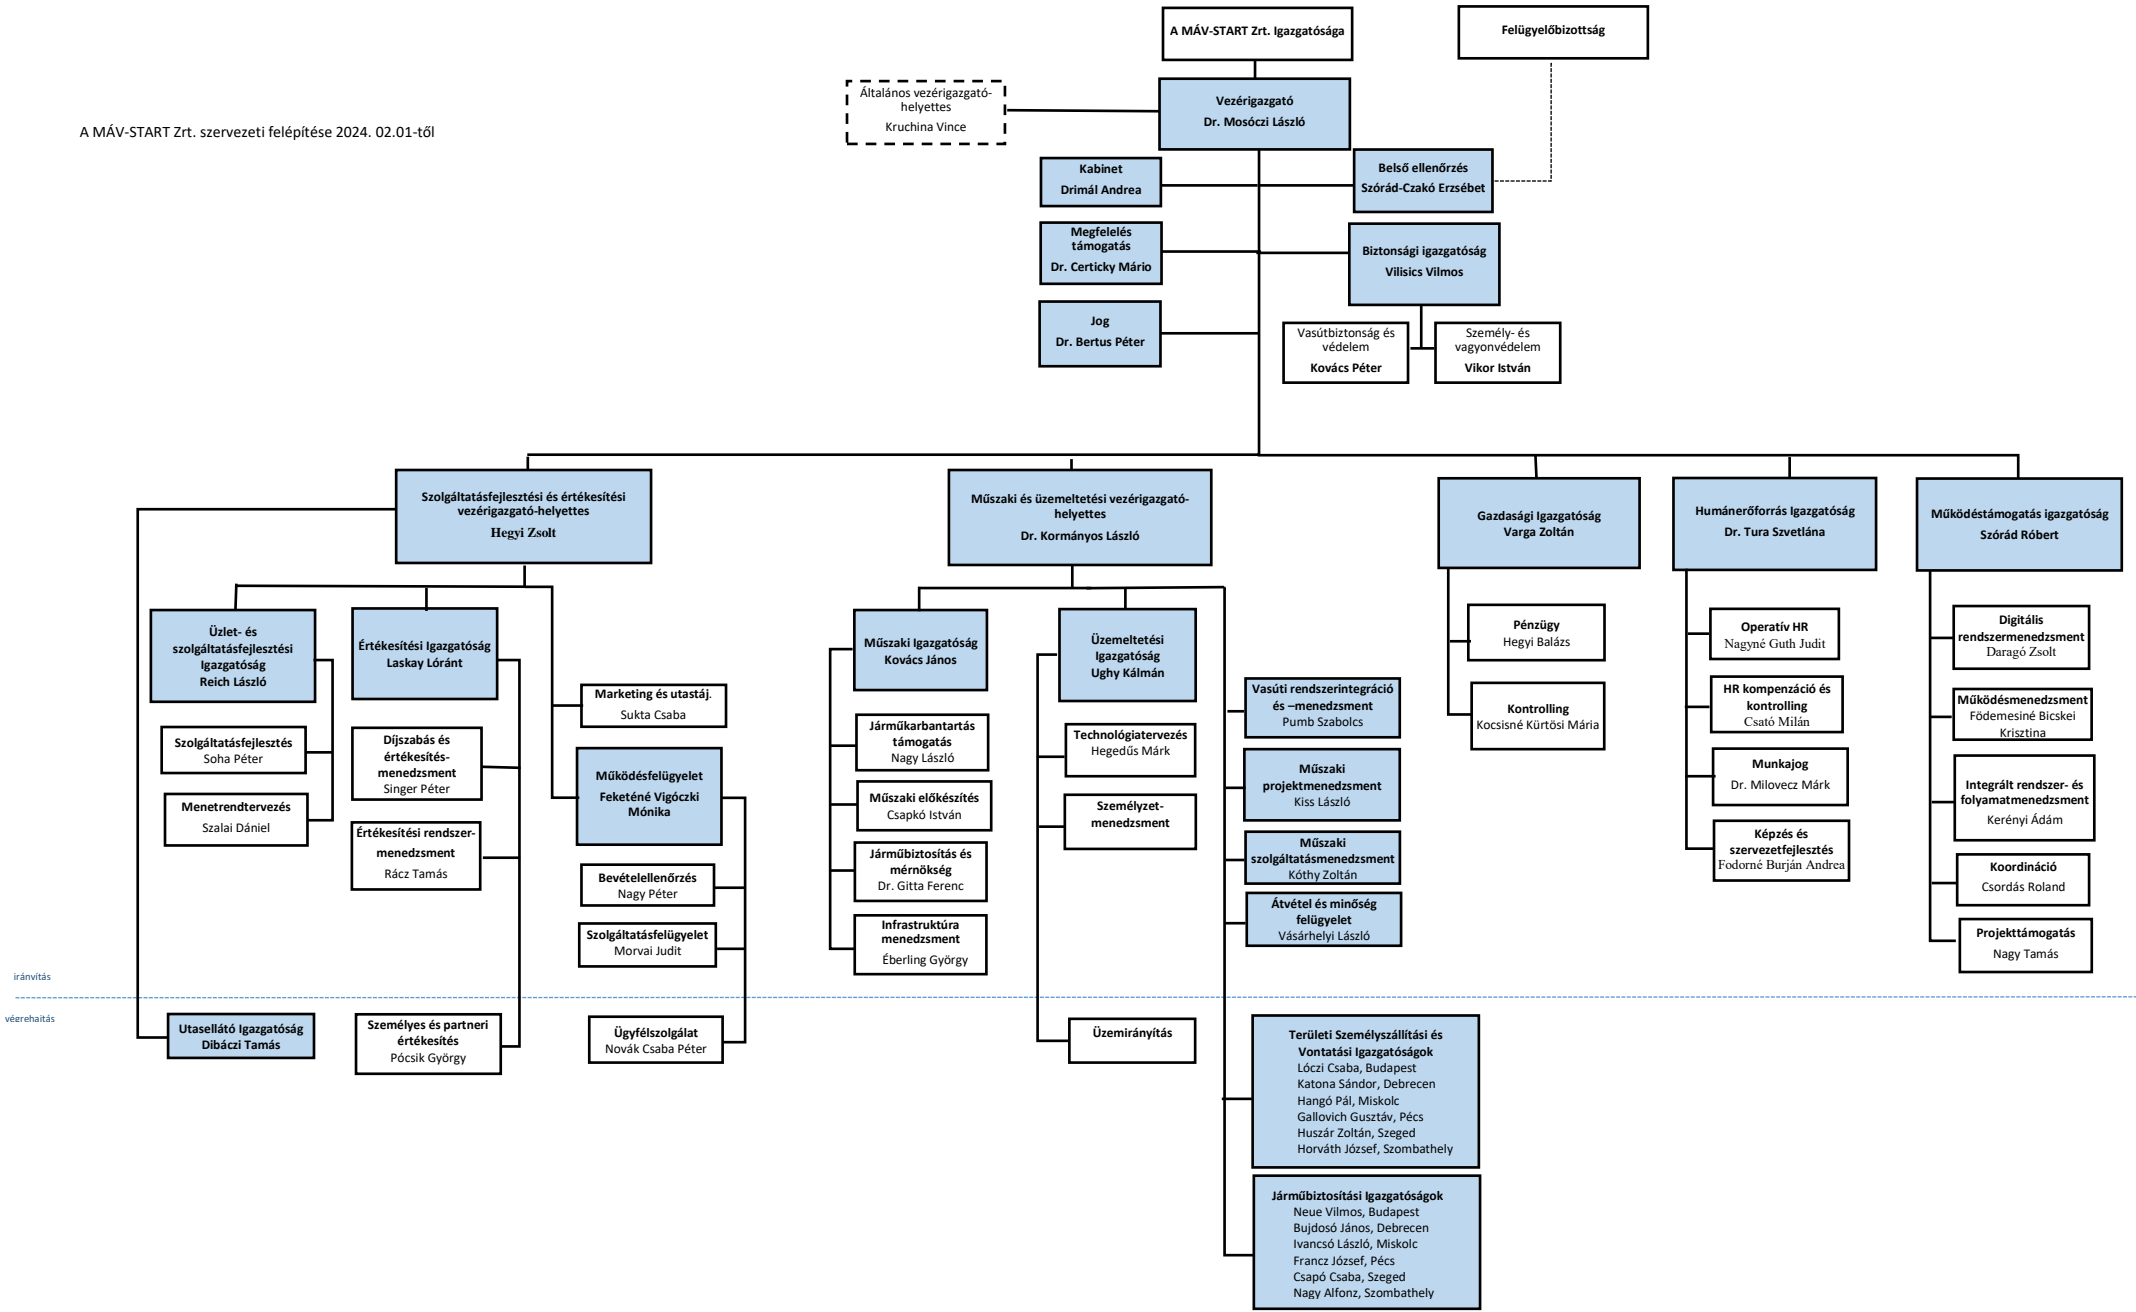 A MÁV-START Zrt. Igazgatósága
Felügyelőbizottság
Általános vezérigazgató-
helyettes
Kruchina Vince
Vezérigazgató
Dr. Mosóczi László
A MÁV-START Zrt. szervezeti felépítése 2024. 02.01-től
Kabinet
Drimál Andrea
Belső ellenőrzés
Szórád-Czakó Erzsébet
Megfelelés
támogatás
Dr. Certicky Mário
Biztonsági igazgatóság
Vilisics Vilmos
Jog
Dr. Bertus Péter
Vasútbiztonság és
védelem
Kovács Péter
Személy- és
vagyonvédelem
Vikor István
Szolgáltatásfejlesztési és értékesítési
vezérigazgató-helyettes
Hegyi Zsolt
Műszaki és üzemeltetési vezérigazgató-
helyettes
Dr. Kormányos László
Gazdasági Igazgatóság
Varga Zoltán
Humánerőforrás Igazgatóság
Dr. Tura Szvetlána
Működéstámogatás igazgatóság
Szórád Róbert
Üzlet- és
szolgáltatásfejlesztési
Igazgatóság
Reich László
Értékesítési Igazgatóság
Laskay Lóránt
Marketing és utastáj.
Sukta Csaba
Szolgáltatásfejlesztés
Soha Péter
Menetrendtervezés
Szalai Dániel
Díjszabás és
értékesítés-
menedzsment
Singer Péter
Értékesítési rendszer-
menedzsment
Rácz Tamás
Működésfelügyelet
Feketéné Vigóczki
Mónika
Bevételellenőrzés
Nagy Péter
Szolgáltatásfelügyelet
Morvai Judit
Műszaki Igazgatóság
Kovács János
Járműkarbantartás
támogatás
Nagy László
Műszaki előkészítés
Csapkó István
Járműbiztosítás és
mérnökség
Dr. Gitta Ferenc
Infrastruktúra
menedzsment
Éberling György
Üzemeltetési
Igazgatóság
Ughy Kálmán
Technológiatervezés
Hegedűs Márk
Személyzet-
menedzsment
Vasúti rendszerintegráció
és –menedzsment
Pumb Szabolcs
Műszaki
projektmenedzsment
Kiss László
Műszaki
szolgáltatásmenedzsment
Kóthy Zoltán
Átvétel és minőség
felügyelet
Vásárhelyi László
Pénzügy
Hegyi Balázs
Kontrolling
Kocsisné Kürtösi Mária
Operatív HR
Nagyné Guth Judit
HR kompenzáció és
kontrolling
Csató Milán
Munkajog
Dr. Milovecz Márk
Képzés és
szervezetfejlesztés
Fodorné Burján Andrea
Digitális
rendszermenedzsment
Daragó Zsolt
Működésmenedzsment
Födemesiné Bicskei
Krisztina
Integrált rendszer- és
folyamatmenedzsment
Kerényi Ádám
Koordináció
Csordás Roland
Projekttámogatás
Nagy Tamás
irányítás
végrehajtás
Utasellátó Igazgatóság
Dibáczi Tamás
Személyes és partneri
értékesítés
Pócsik György
Ügyfélszolgálat
Novák Csaba Péter
Üzemirányítás
Területi Személyszállítási és
Vontatási Igazgatóságok
Lóczi Csaba, Budapest
Katona Sándor, Debrecen
Hangó Pál, Miskolc
Gallovich Gusztáv, Pécs
Huszár Zoltán, Szeged
Horváth József, Szombathely
Járműbiztosítási Igazgatóságok
Neue Vilmos, Budapest
Bujdosó János, Debrecen
Ivancsó László, Miskolc
Francz József, Pécs
Csapó Csaba, Szeged
Nagy Alfonz, Szombathely